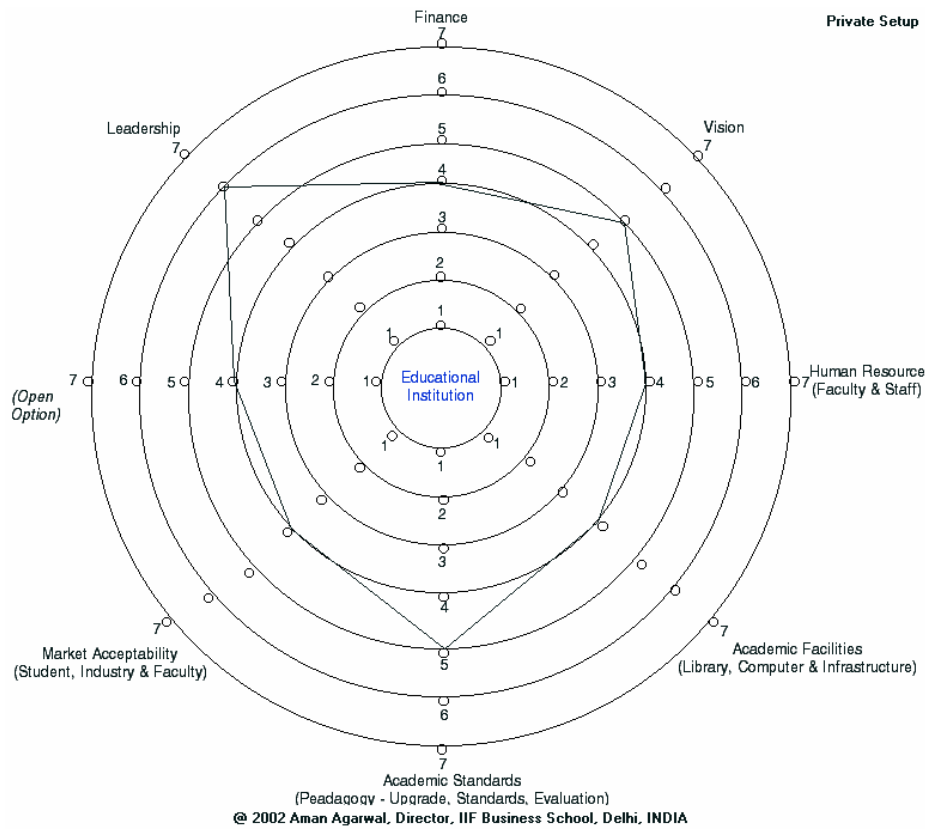 Finance
Private Setup
7
6
Leadership
7
5
Vision
7
4
3
2
1
1
1
7
6
5
4
3
2
1
Educational
Institution
1
2
3
4
5
6
7
Human Resource
(Faculty & Staff)
(Open
Option)
1
1
1
2
3
4
7
7
Market Acceptability
(Student, Industry & Faculty)
Academic Facilities
(Library, Computer & Infrastructure)
5
6
7
Academic Standards
(Peadagogy - Upgrade, Standards, Evaluation)
@ 2002 Aman Agarwal, Director, IIF Business School, Delhi, INDIA